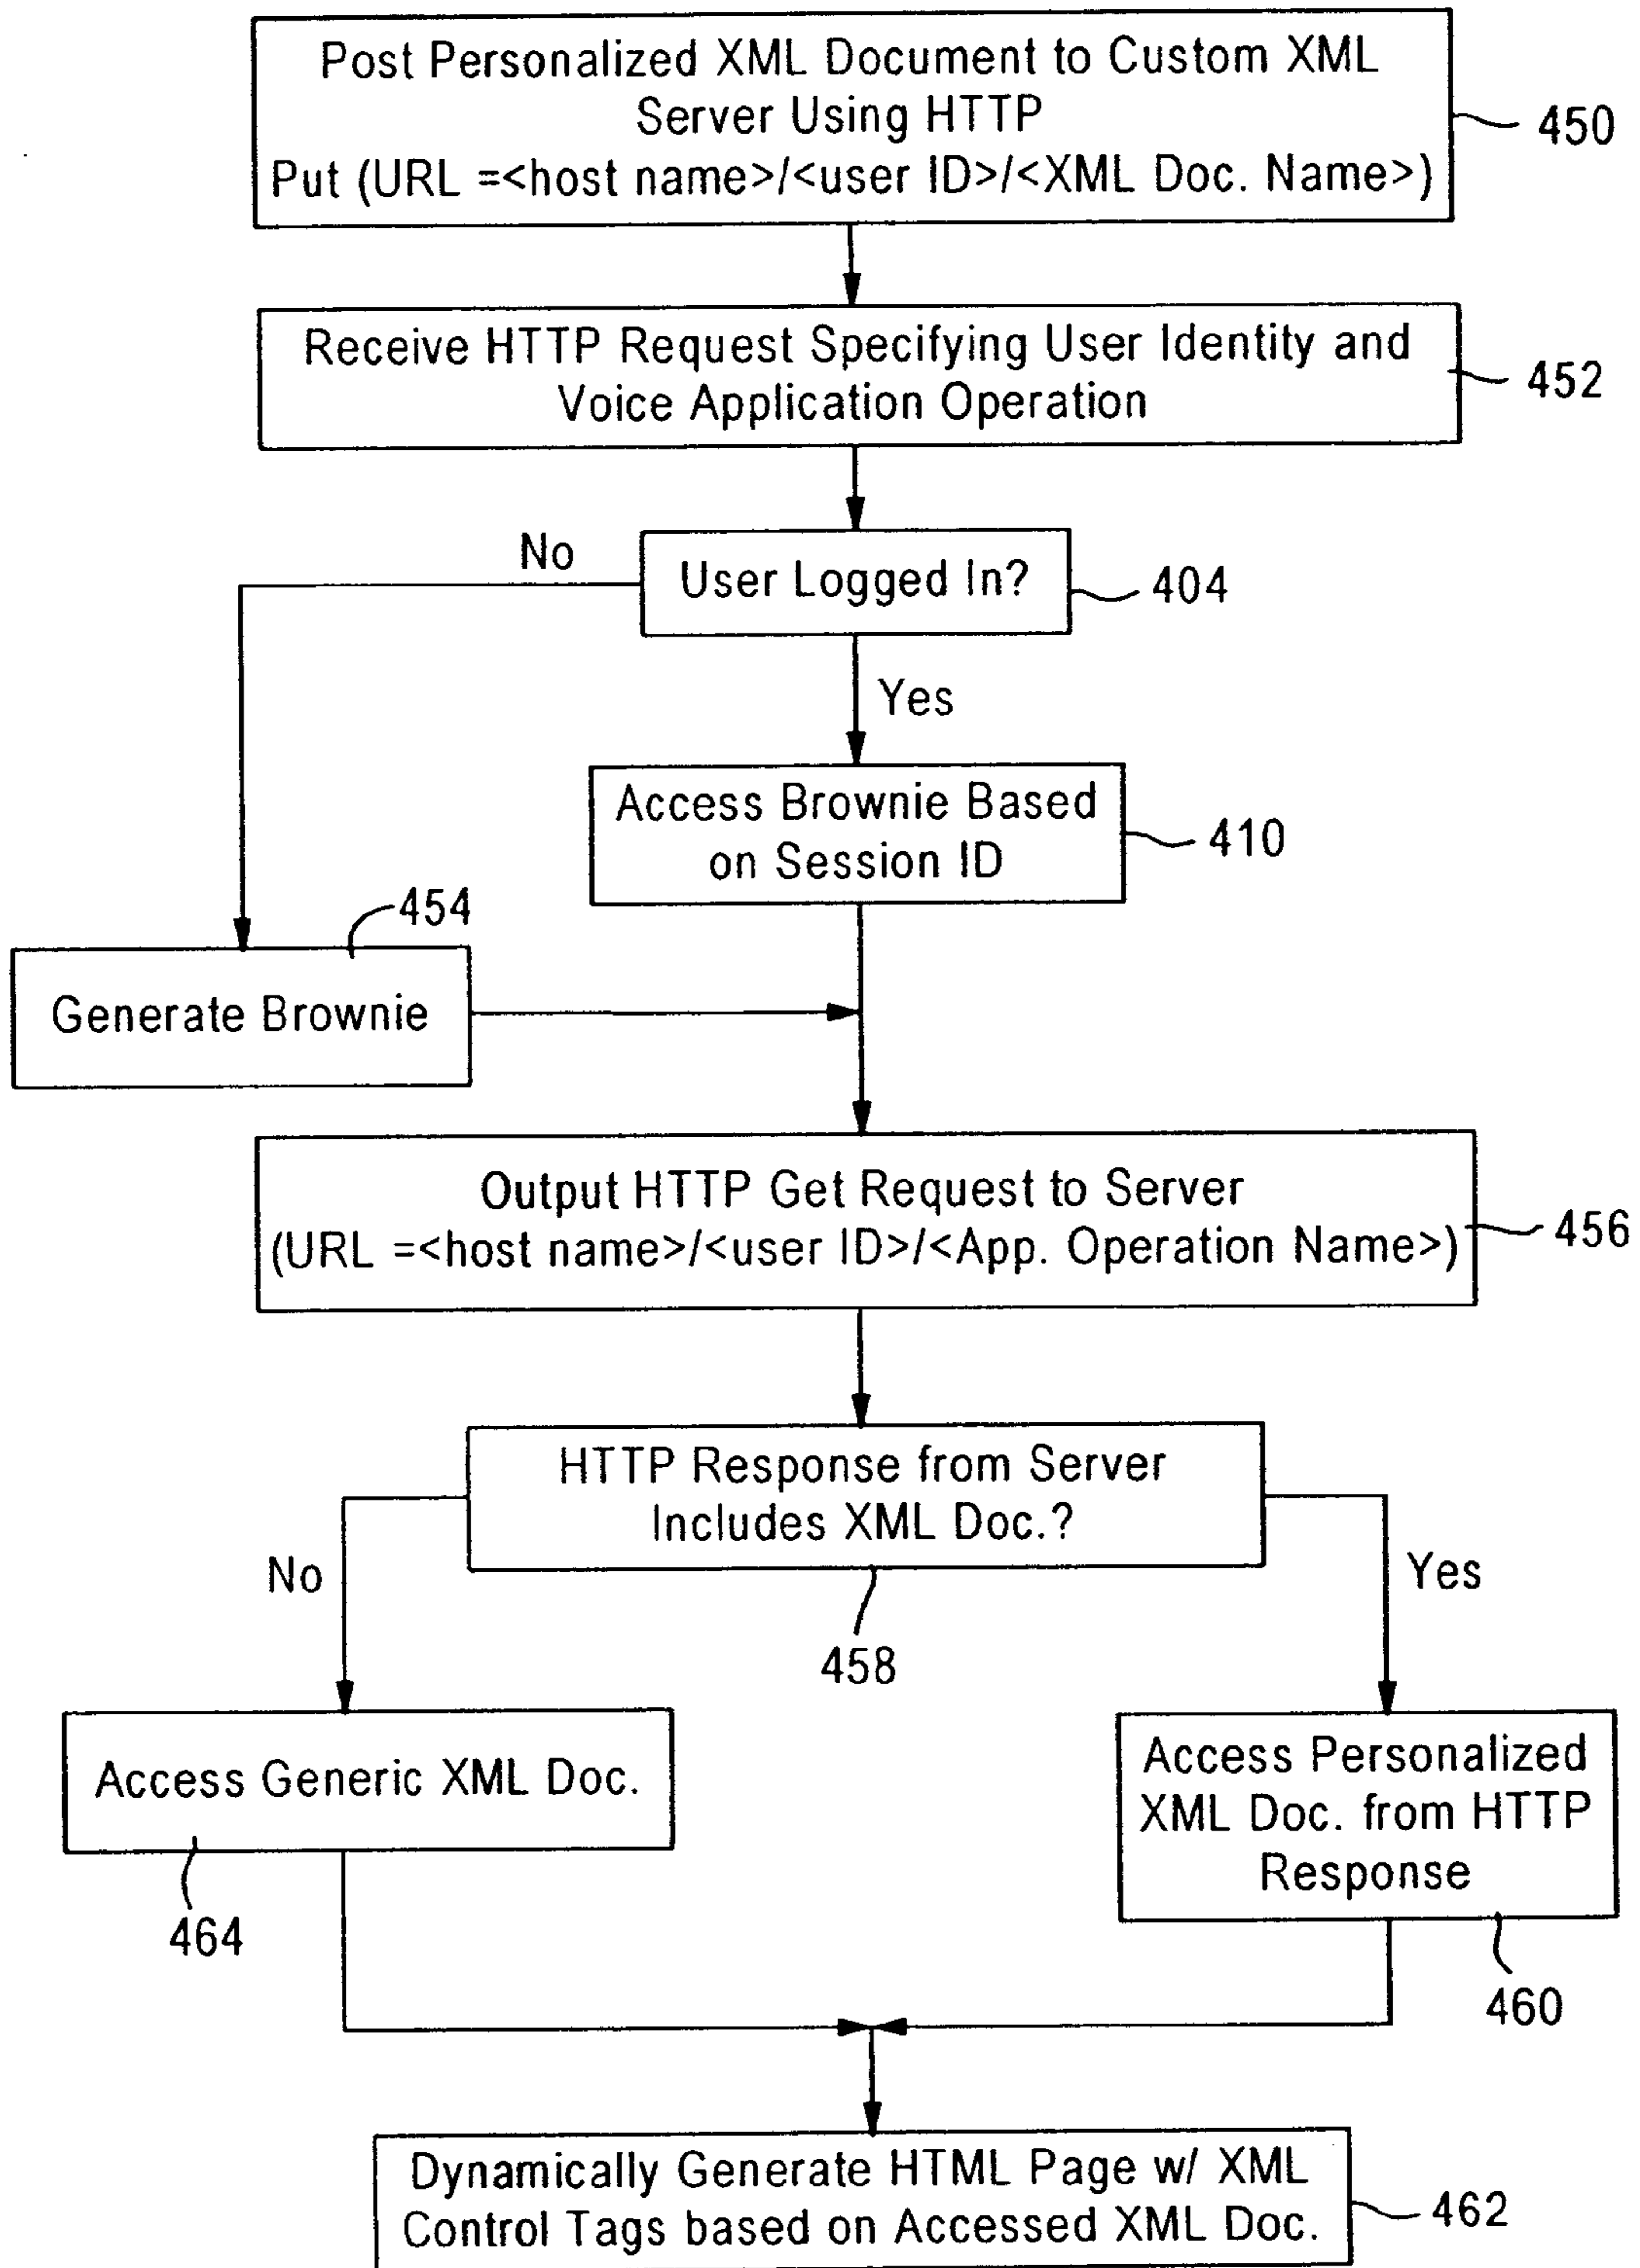 Post Personalized XML Document to Custom XML
Server Using HTTP
Put (URL =<host name>/<user ID>/<XML Doc. Name>)
450
Receive HTTP Request Specifying User Identity and
Voice Application Operation
452
No
User Logged In?
404
Yes
Access Brownie Based
on Session ID
410
454
Generate Brownie
Output HTTP Get Request to Server
(URL =<host name>/<user ID>/<App. Operation Name>)
456
HTTP Response from Server
Includes XML Doc.?
No
Yes
458
Access Generic XML Doc.
464
Access Personalized
XML Doc. from HTTP
Response
460
Dynamically Generate HTML Page w/ XML
Control Tags based on Accessed XML Doc.
462